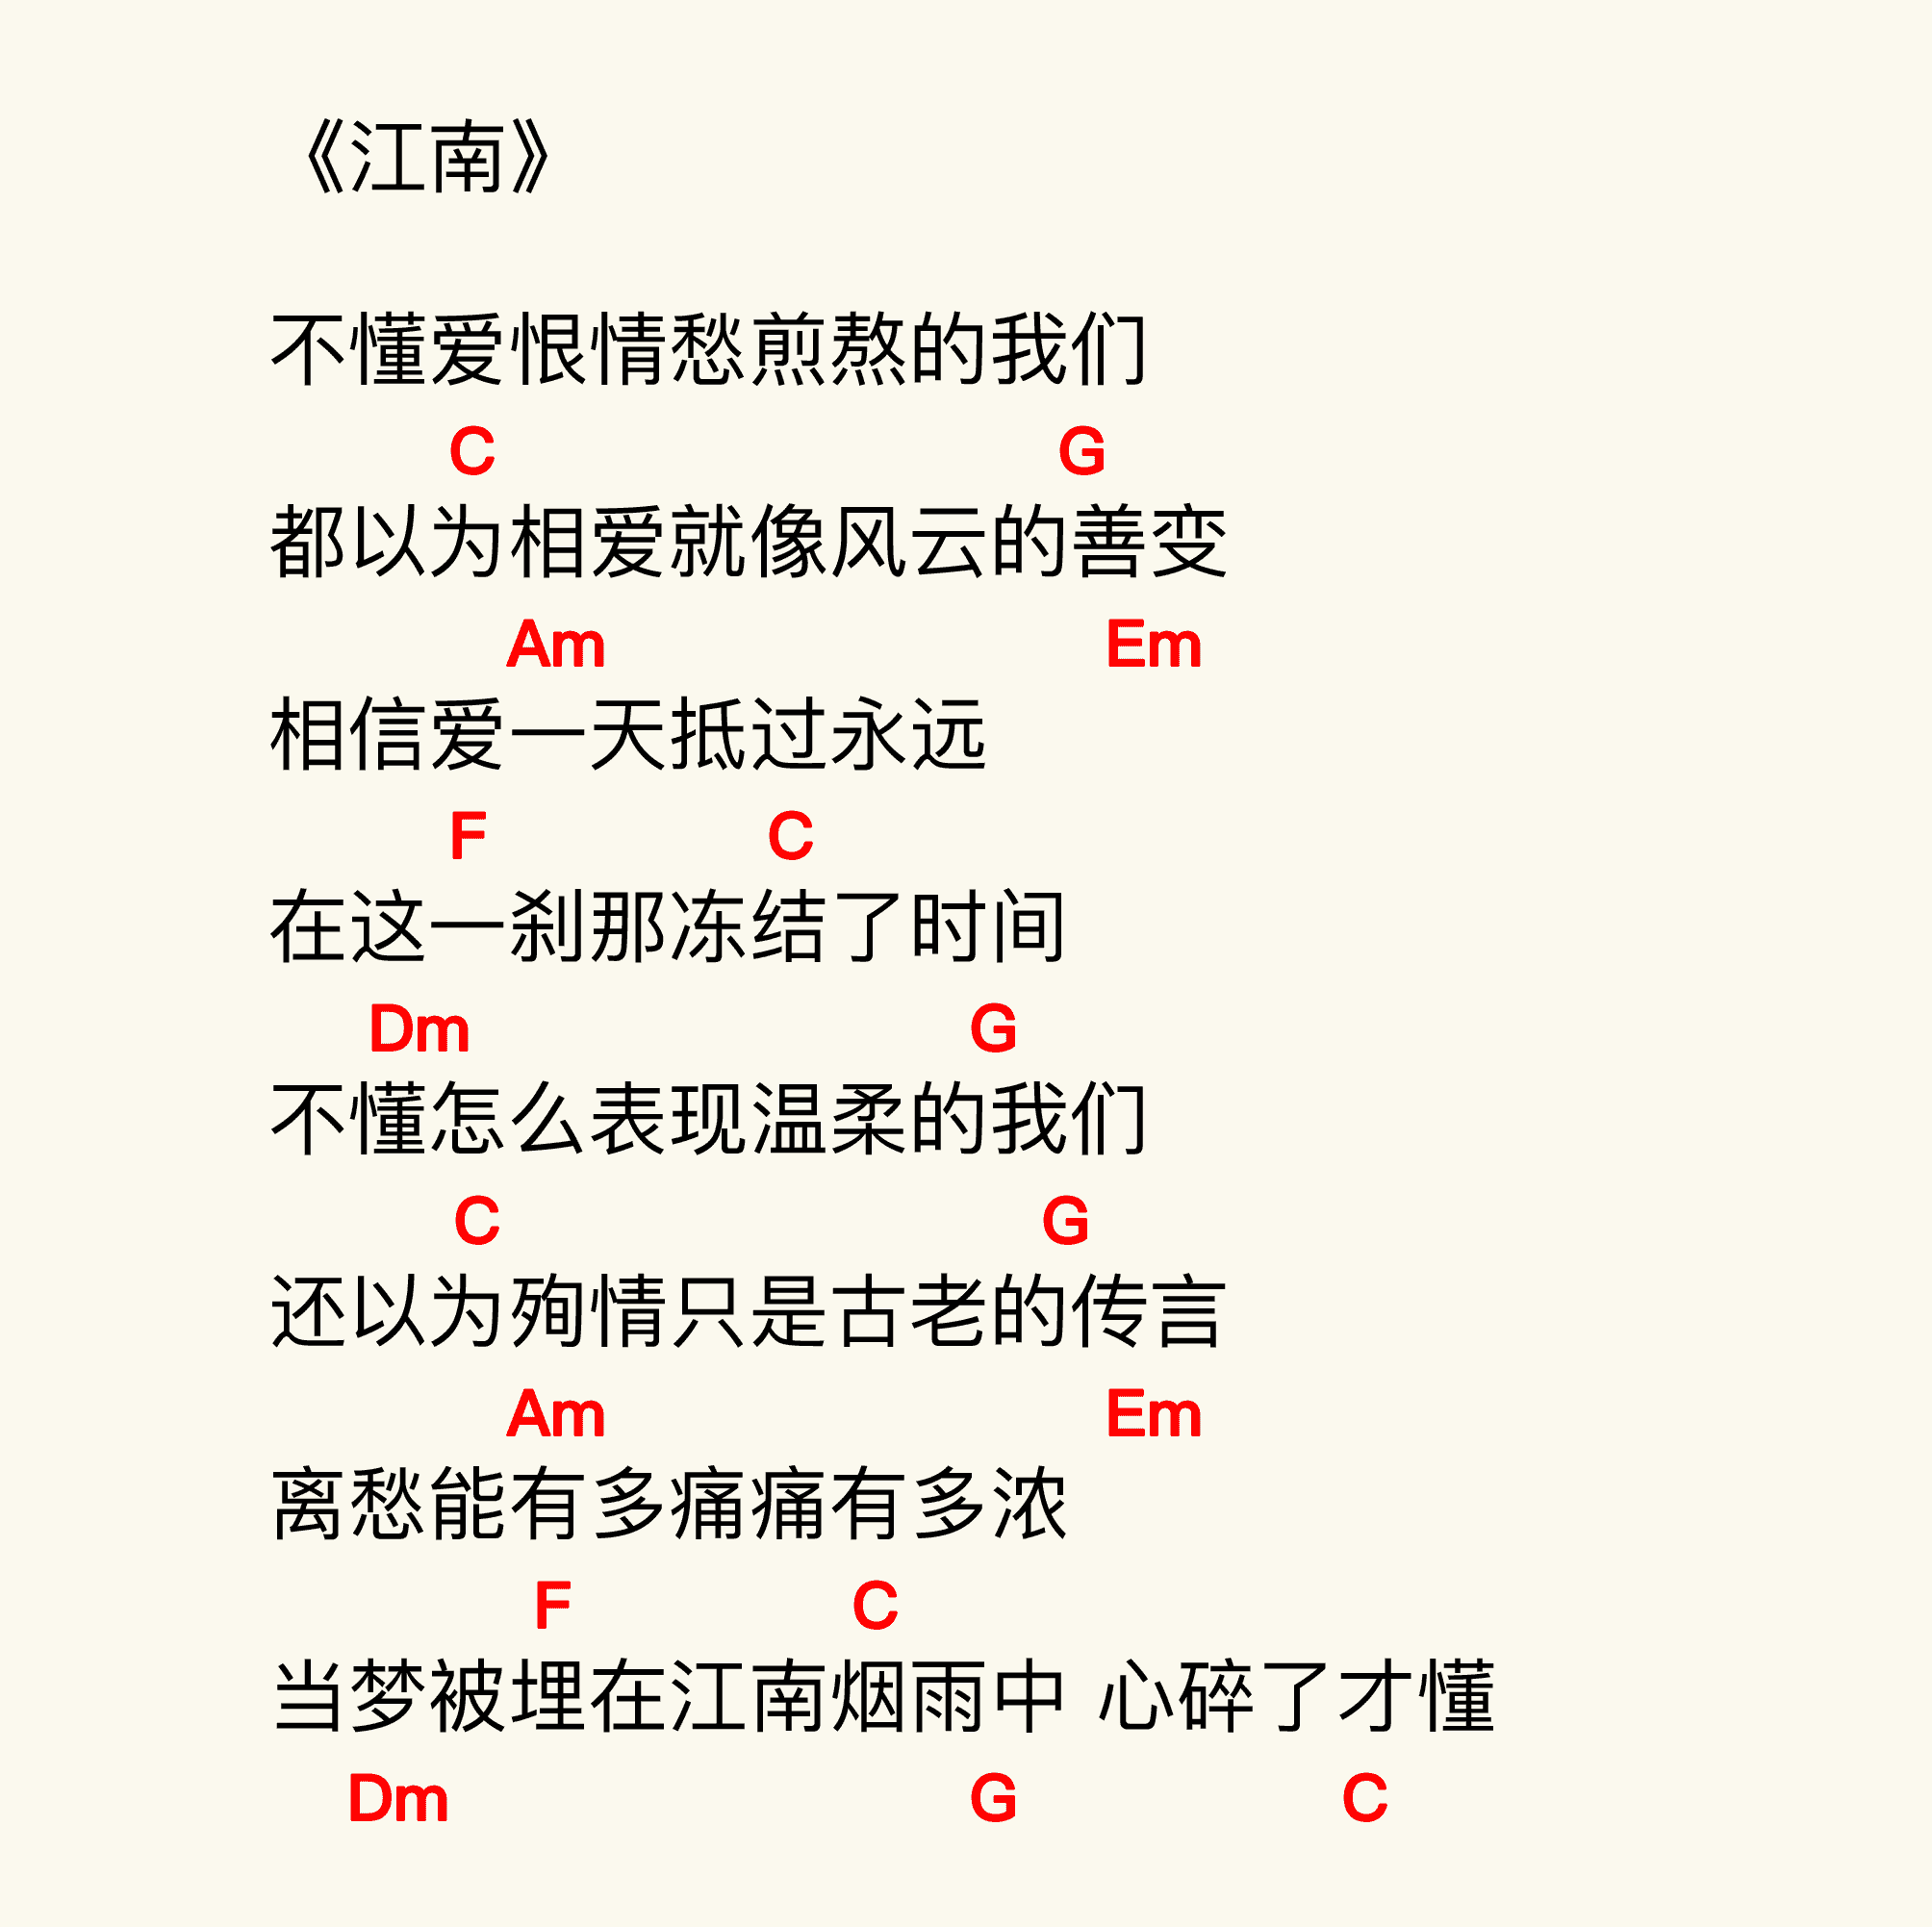 《江南》
不懂爱恨情愁煎熬的我们
C G
都以为相爱就像风云的善变
Am Em
相信爱一天抵过永远
F C
在这一刹那冻结了时间
Dm G
不懂怎么表现温柔的我们
C G
还以为殉情只是古老的传言
Am Em
离愁能有多痛痛有多浓
F C
当梦被埋在江南烟雨中 心碎了才懂
Dm G C